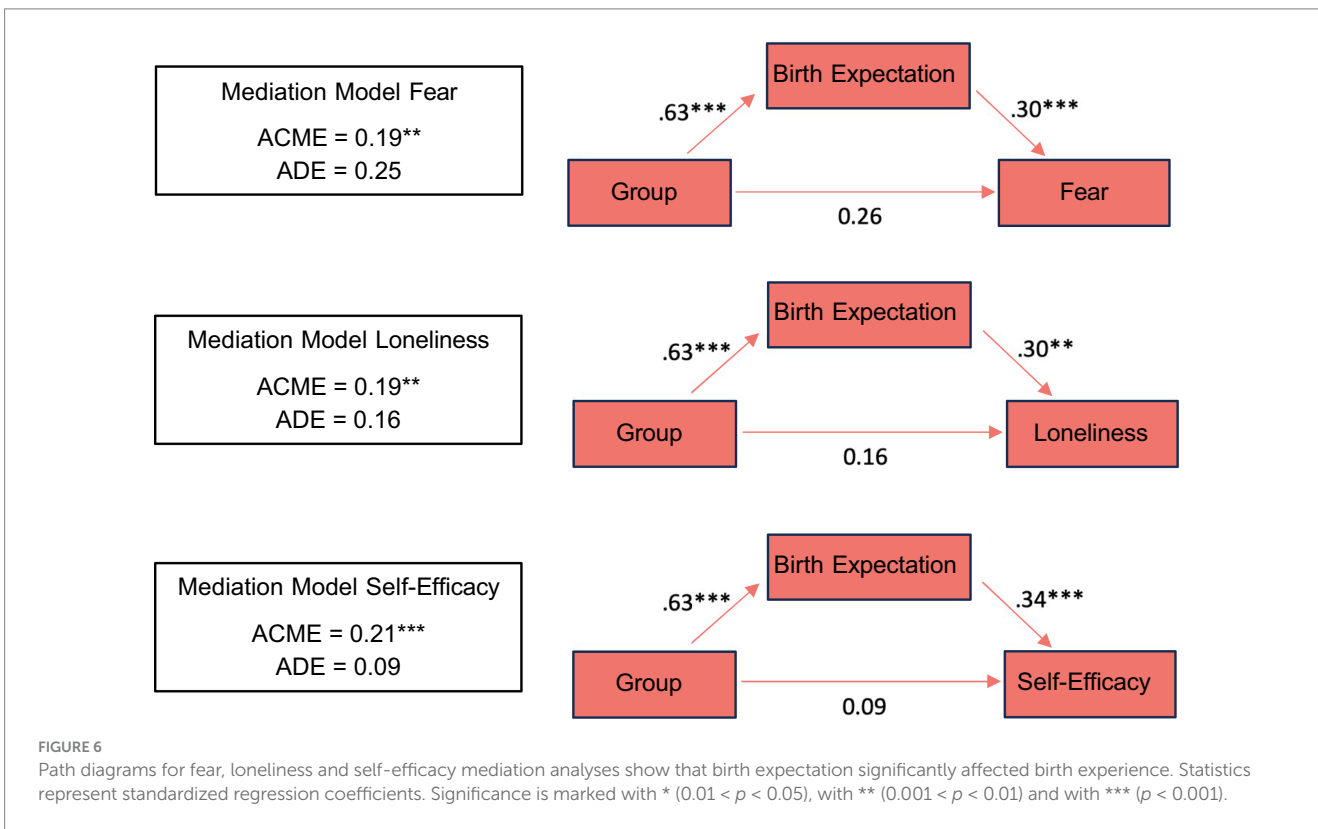 Mediation Model Fear
ACME = 0.19**
ADE = 0.25
Birth Expectation
.63***
.30***
Group
Fear
0.26
Mediation Model Loneliness
ACME = 0.19**
ADE = 0.16
Birth Expectation
.63***
.30**
Group
Loneliness
0.16
Mediation Model Self-Efficacy
ACME = 0.21***
ADE = 0.09
Birth Expectation
.63***
.34***
Group
Self-Efficacy
0.09
FIGURE 6
Path diagrams for fear, loneliness and self-efficacy mediation analyses show that birth expectation significantly affected birth experience. Statistics
represent standardized regression coefficients. Significance is marked with * (0.01 < p < 0.05), with ** (0.001 < p < 0.01) and with *** (p < 0.001).